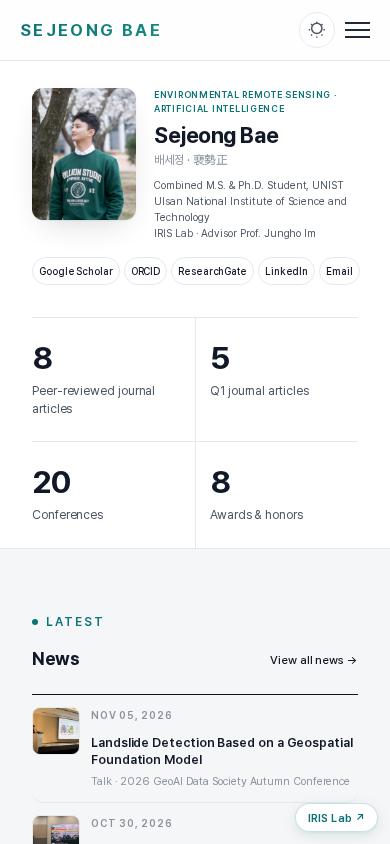 SEJEONG BAE
ENVIRONMENTAL REMOTE SENSING ·
ARTIFICIAL INTELLIGENCE
Sejeong Bae
배세정 · 裵勢正
Combined M.S. & Ph.D. Student, UNIST
Ulsan National Institute of Science and
Technology
IRIS Lab · Advisor Prof. Jungho Im
Google Scholar
ORCID
ResearchGate
LinkedIn
Email
8
Peer-reviewed journal
articles
5
Q1 journal articles
20
Conferences
8
Awards & honors
LATEST
News
View all news →
NOV 05, 2026
Landslide Detection Based on a Geospatial
Foundation Model
Talk · 2026 GeoAI Data Society Autumn Conference
OCT 30, 2026
IRIS Lab ↗